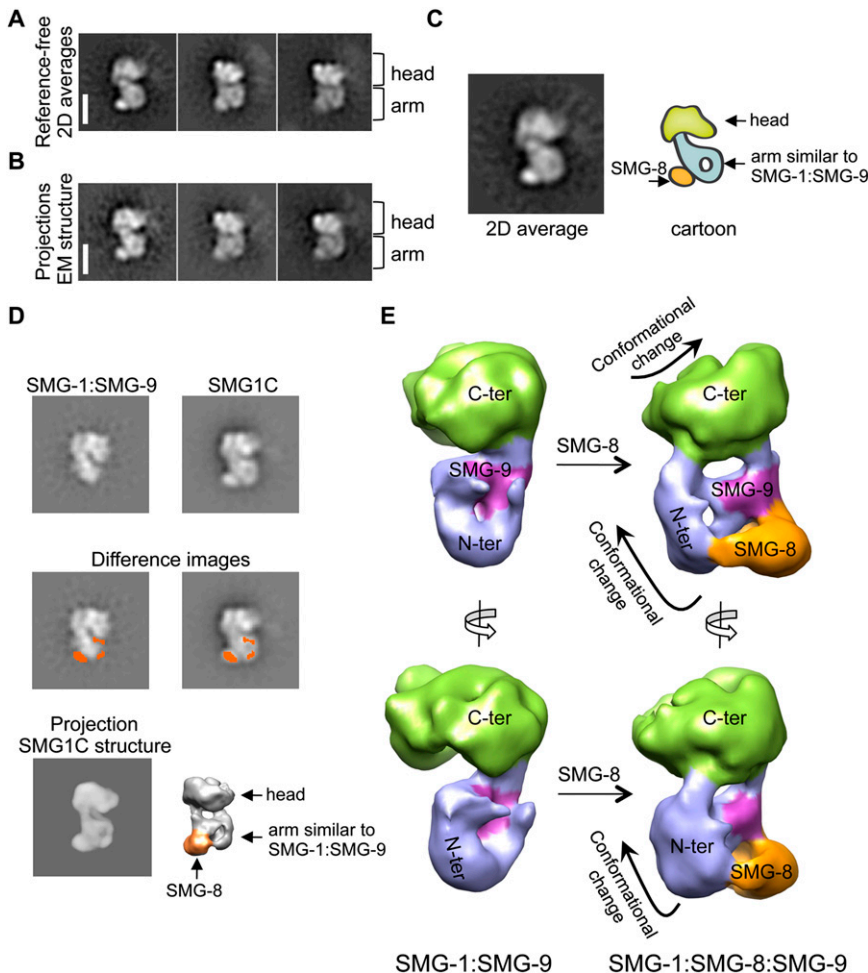 A
Reference-free
2D averages
head
arm
B
Projections
EM structure
head
arm
C
SMG-8
head
arm similar to
SMG-1:SMG-9
2D average
cartoon
D
SMG-1:SMG-9
SMG1C
Difference images
Projection
SMG1C structure
head
arm similar to
SMG-1:SMG-9
SMG-8
E
C-ter
SMG-9
N-ter
SMG-8
Conformational
change
C-ter
SMG-9
N-ter
SMG-8
Conformational
change
C-ter
N-ter
SMG-8
C-ter
N-ter
SMG-8
Conformational
change
SMG-1:SMG-9
SMG-1:SMG-8:SMG-9